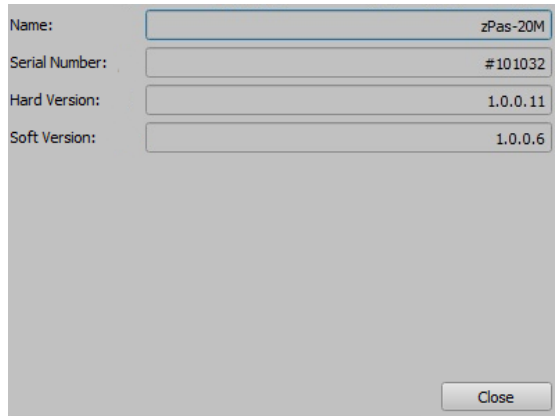 Name: zPas-20M
Serial Number: #101032
Hard Version: 1.0.0.11
Soft Version: 1.0.0.6
Close